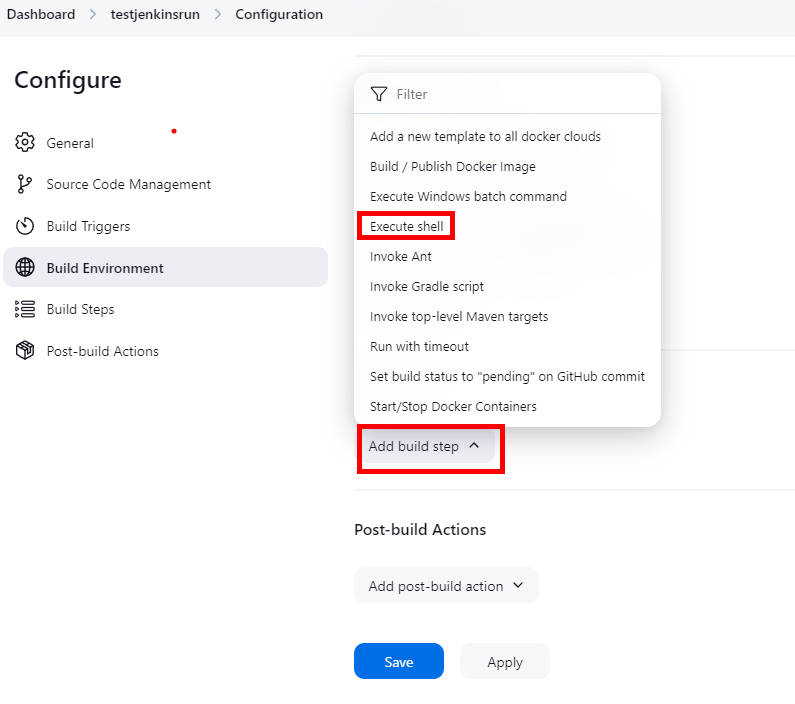 Dashboard > testjenkinsrun > Configuration
Configure
General
Source Code Management
Build Triggers
Build Environment
Build Steps
Post-build Actions
Filter
Add a new template to all docker clouds
Build / Publish Docker Image
Execute Windows batch command
Execute shell
Invoke Ant
Invoke Gradle script
Invoke top-level Maven targets
Run with timeout
Set build status to "pending" on GitHub commit
Start/Stop Docker Containers
Add build step
Post-build Actions
Add post-build action
Save
Apply